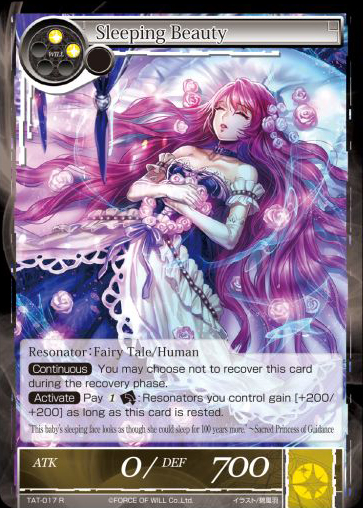 Sleeping Beauty
WILL
Resonator:Fairy Tale/Human
Continuous You may choose not to recover this card
during the recovery phase.
Activate Pay 1 : Resonators you control gain [+200/
+200] as long as this card is rested.
"This baby's sleeping face looks as though she could sleep for 100 years more." ~Sacred Princess of Guidance
ATK 0/ DEF 700
TAT-017 R ©FORCE OF WILL Co.,Ltd. イラスト/